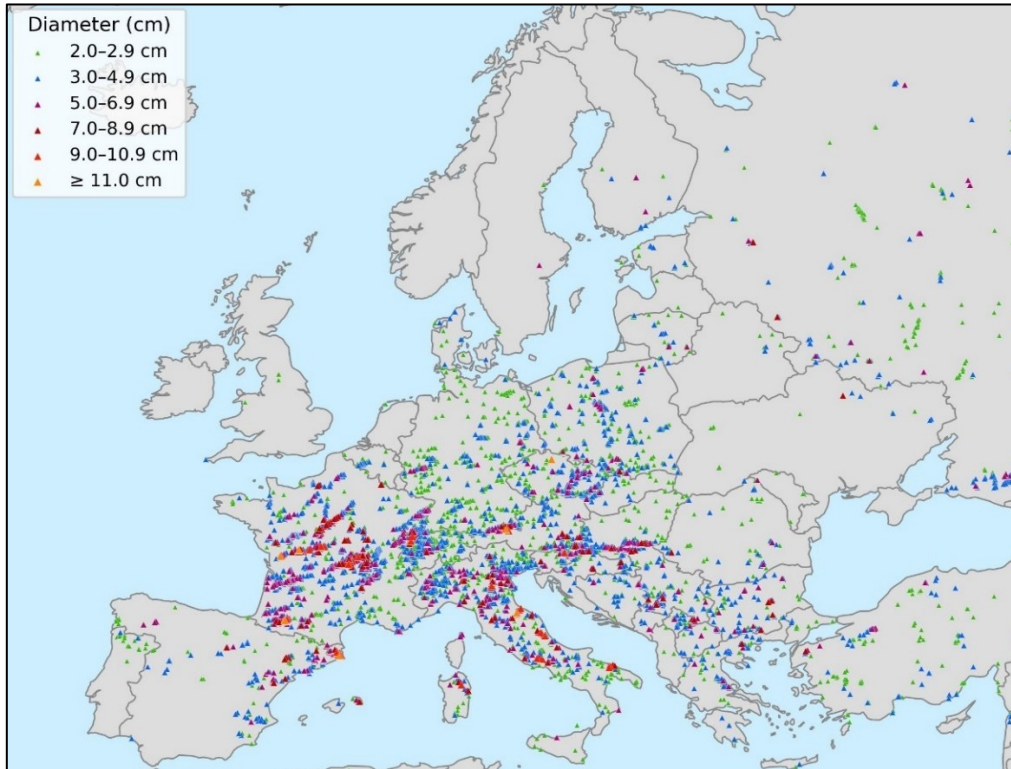 Diameter (cm)
2.0–2.9 cm
3.0–4.9 cm
5.0–6.9 cm
7.0–8.9 cm
9.0–10.9 cm
≥ 11.0 cm